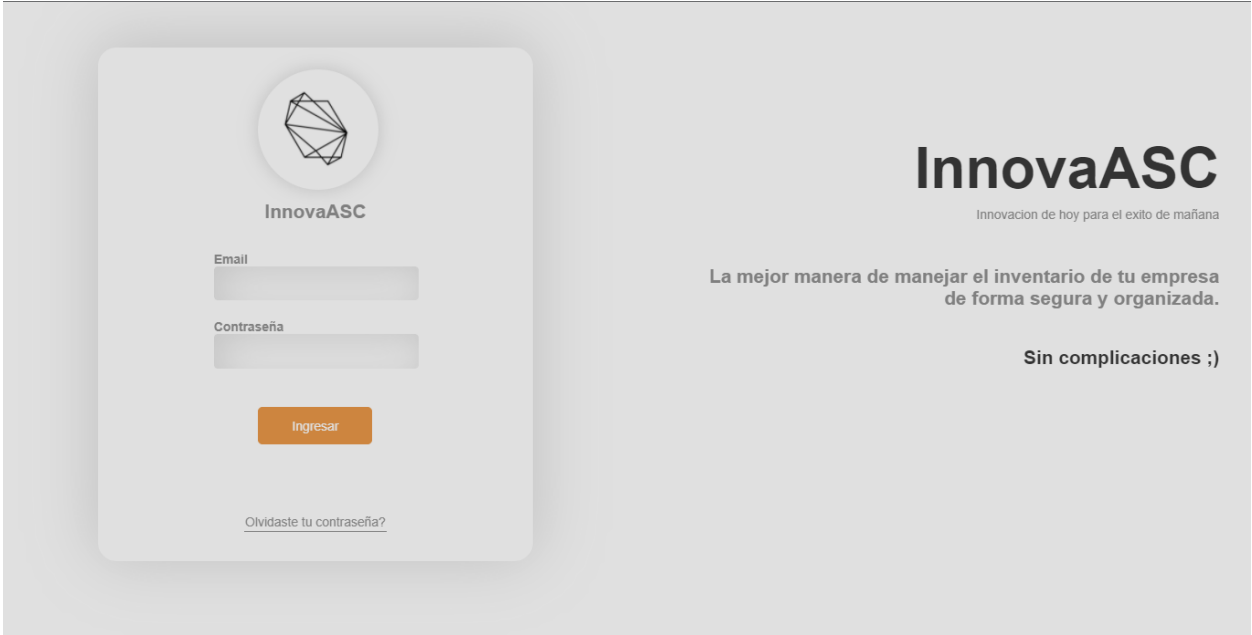 InnovaASC
Email
Contraseña
Ingresar
Olvidaste tu contraseña?
InnovaASC
Innovacion de hoy para el exito de mañana
La mejor manera de manejar el inventario de tu empresa
de forma segura y organizada.
Sin complicaciones ;)